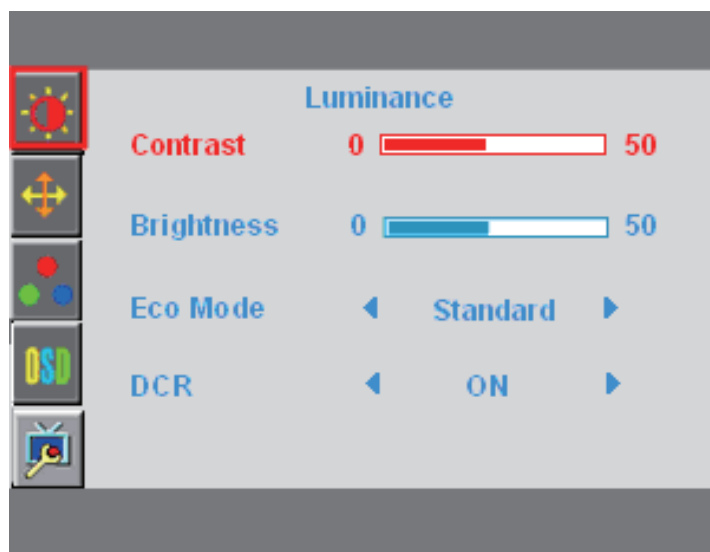 Luminance
Contrast 0 50
Brightness 0 50
Eco Mode Standard
OSD
DCR ON